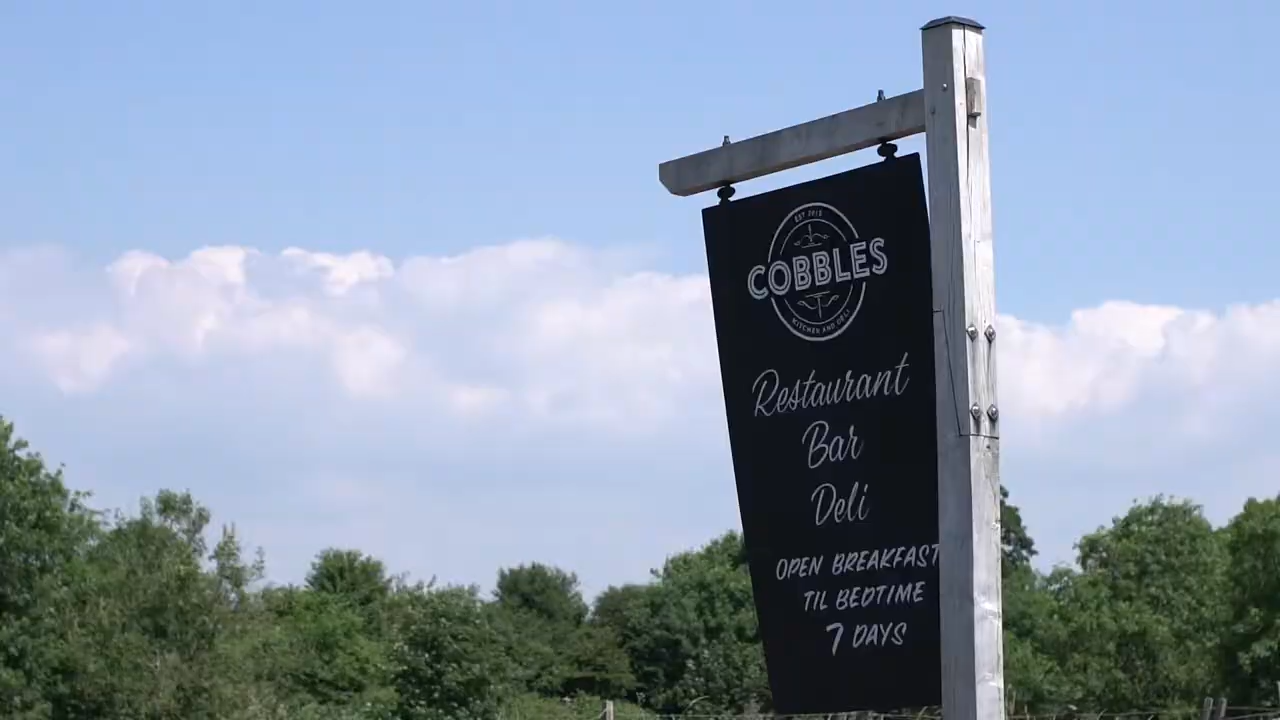 EST 2015
COBBLES
KITCHEN AND DELI
Restaurant
Bar
Deli
OPEN BREAKFAST
TIL BEDTIME
7 DAYS